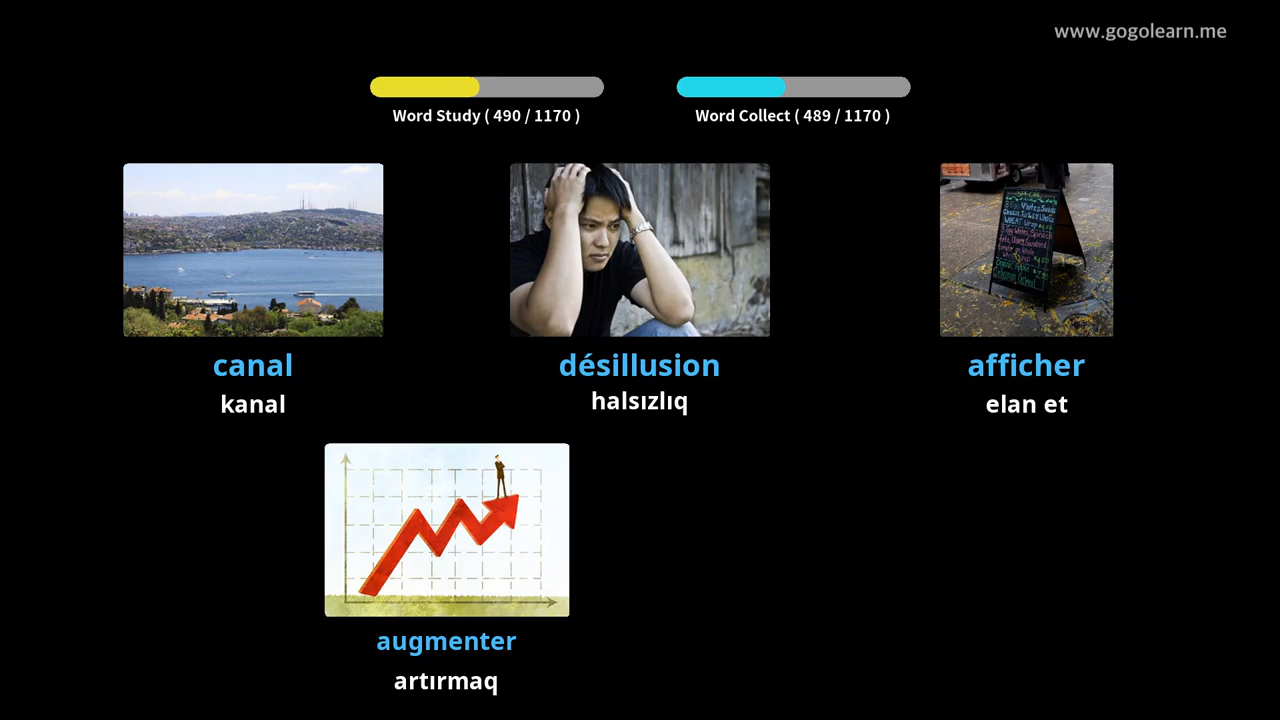 www.gogolearn.me
Word Study ( 490 / 1170 )
Word Collect ( 489 / 1170 )
canal
kanal
désillusion
halsızlıq
afficher
elan et
augmenter
artırmaq